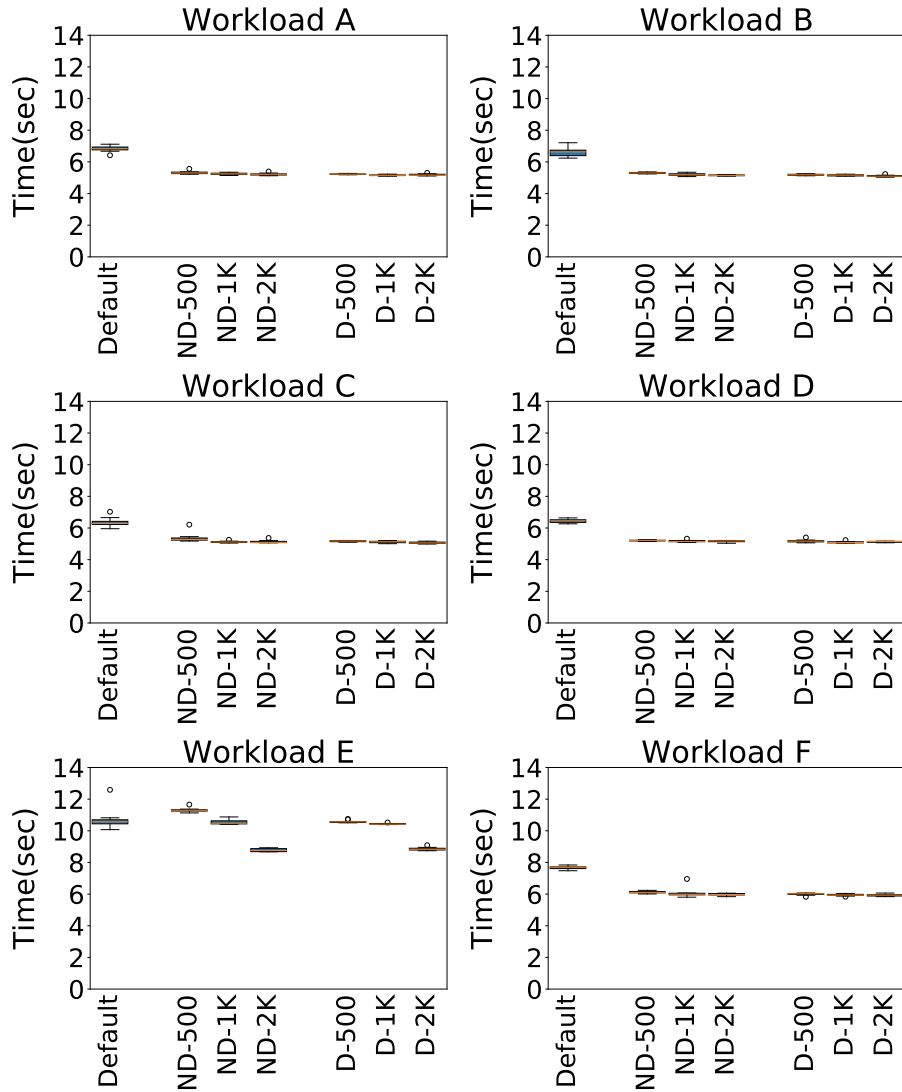 Workload A
Time(sec)
14
12
10
8
6
4
2
0
Default
ND-500
ND-1K
ND-2K
D-500
D-1K
D-2K
Workload B
Time(sec)
14
12
10
8
6
4
2
0
Default
ND-500
ND-1K
ND-2K
D-500
D-1K
D-2K
Workload C
Time(sec)
14
12
10
8
6
4
2
0
Default
ND-500
ND-1K
ND-2K
D-500
D-1K
D-2K
Workload D
Time(sec)
14
12
10
8
6
4
2
0
Default
ND-500
ND-1K
ND-2K
D-500
D-1K
D-2K
Workload E
Time(sec)
14
12
10
8
6
4
2
0
Default
ND-500
ND-1K
ND-2K
D-500
D-1K
D-2K
Workload F
Time(sec)
14
12
10
8
6
4
2
0
Default
ND-500
ND-1K
ND-2K
D-500
D-1K
D-2K